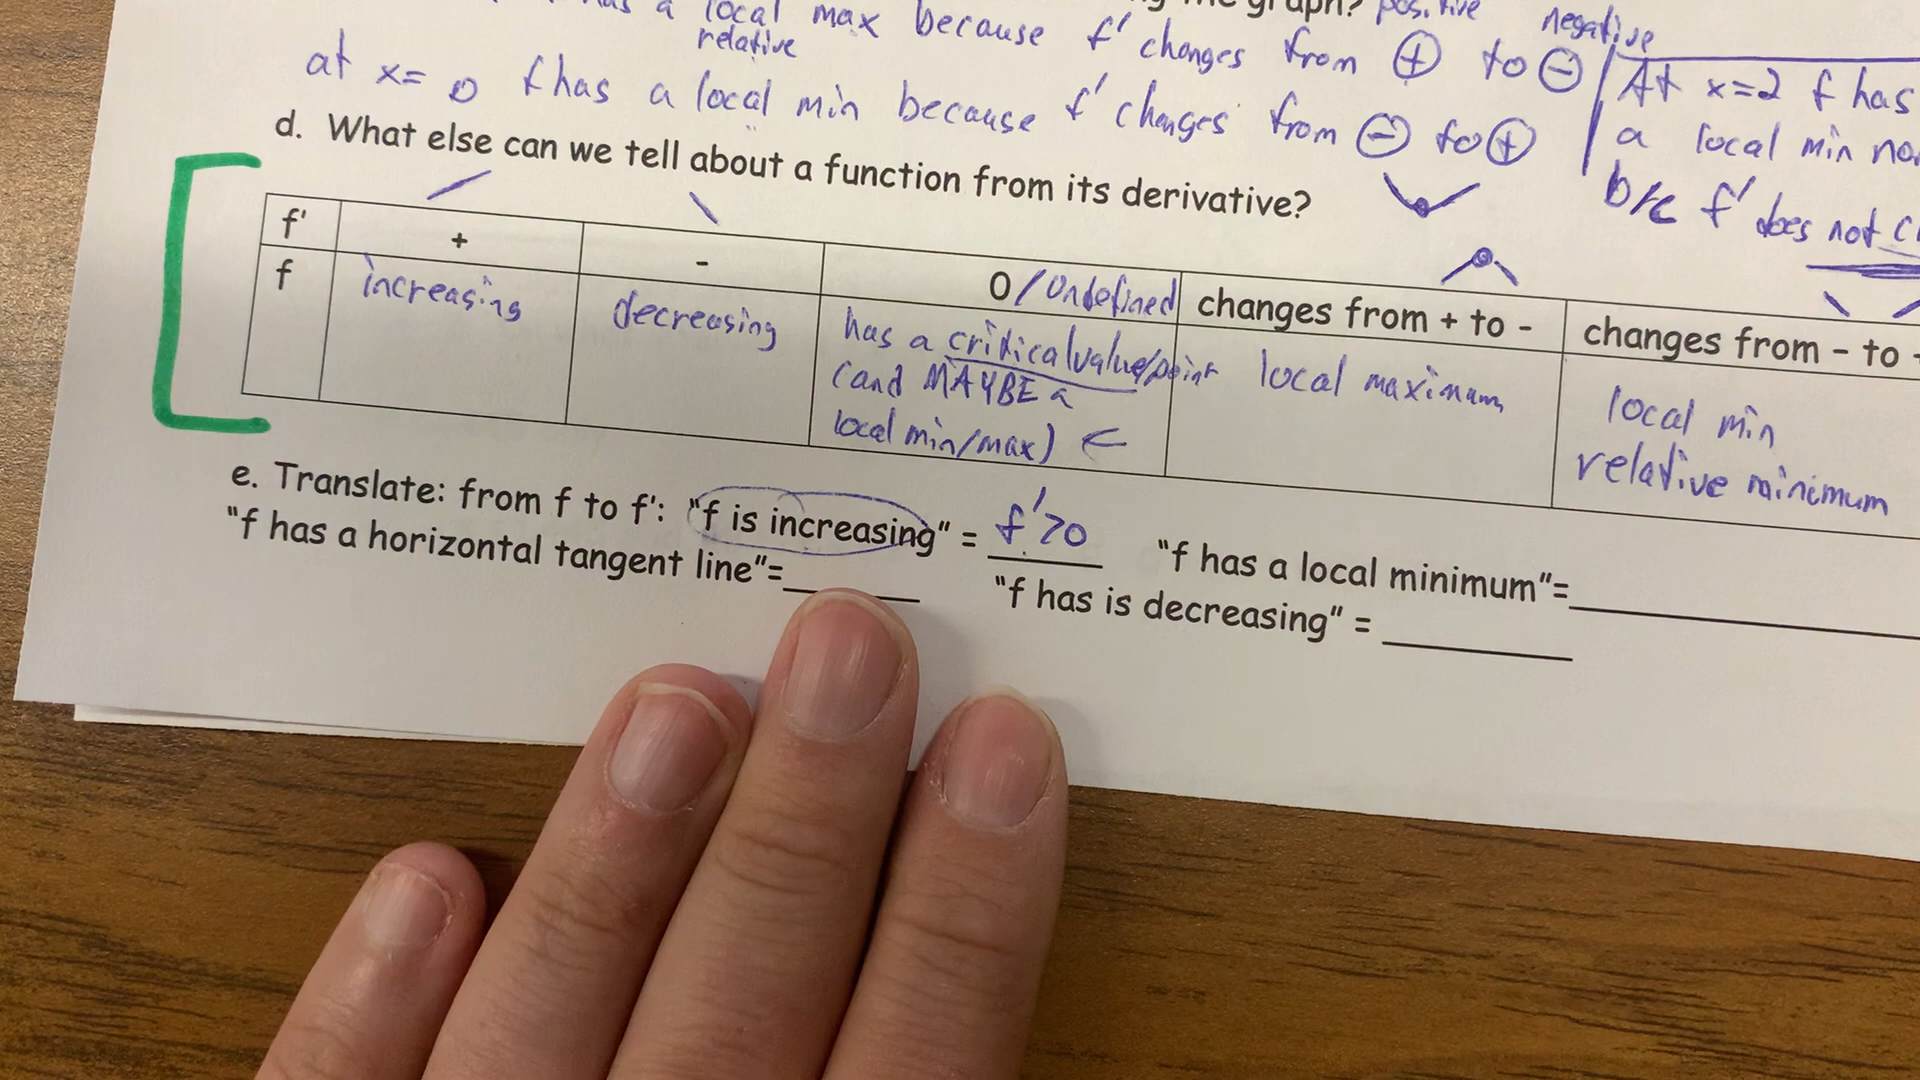 a local max because f' changes from ⊕ to ⊖
positive negative
relative
at x= 0 f has a local min because f' changes from ⊖ to ⊕
At x=2 f has
a local min
b/c f' does not
d. What else can we tell about a function from its derivative?
f' + - 0/undefined changes from + to - changes from - to
f increasing decreasing has a critical value/point local maximum local min
(and MAYBE a relative minimum
local min/max) ←
e. Translate: from f to f': "f is increasing" = f'>0 "f has a local minimum"=
"f has a horizontal tangent line"= "f has is decreasing" =